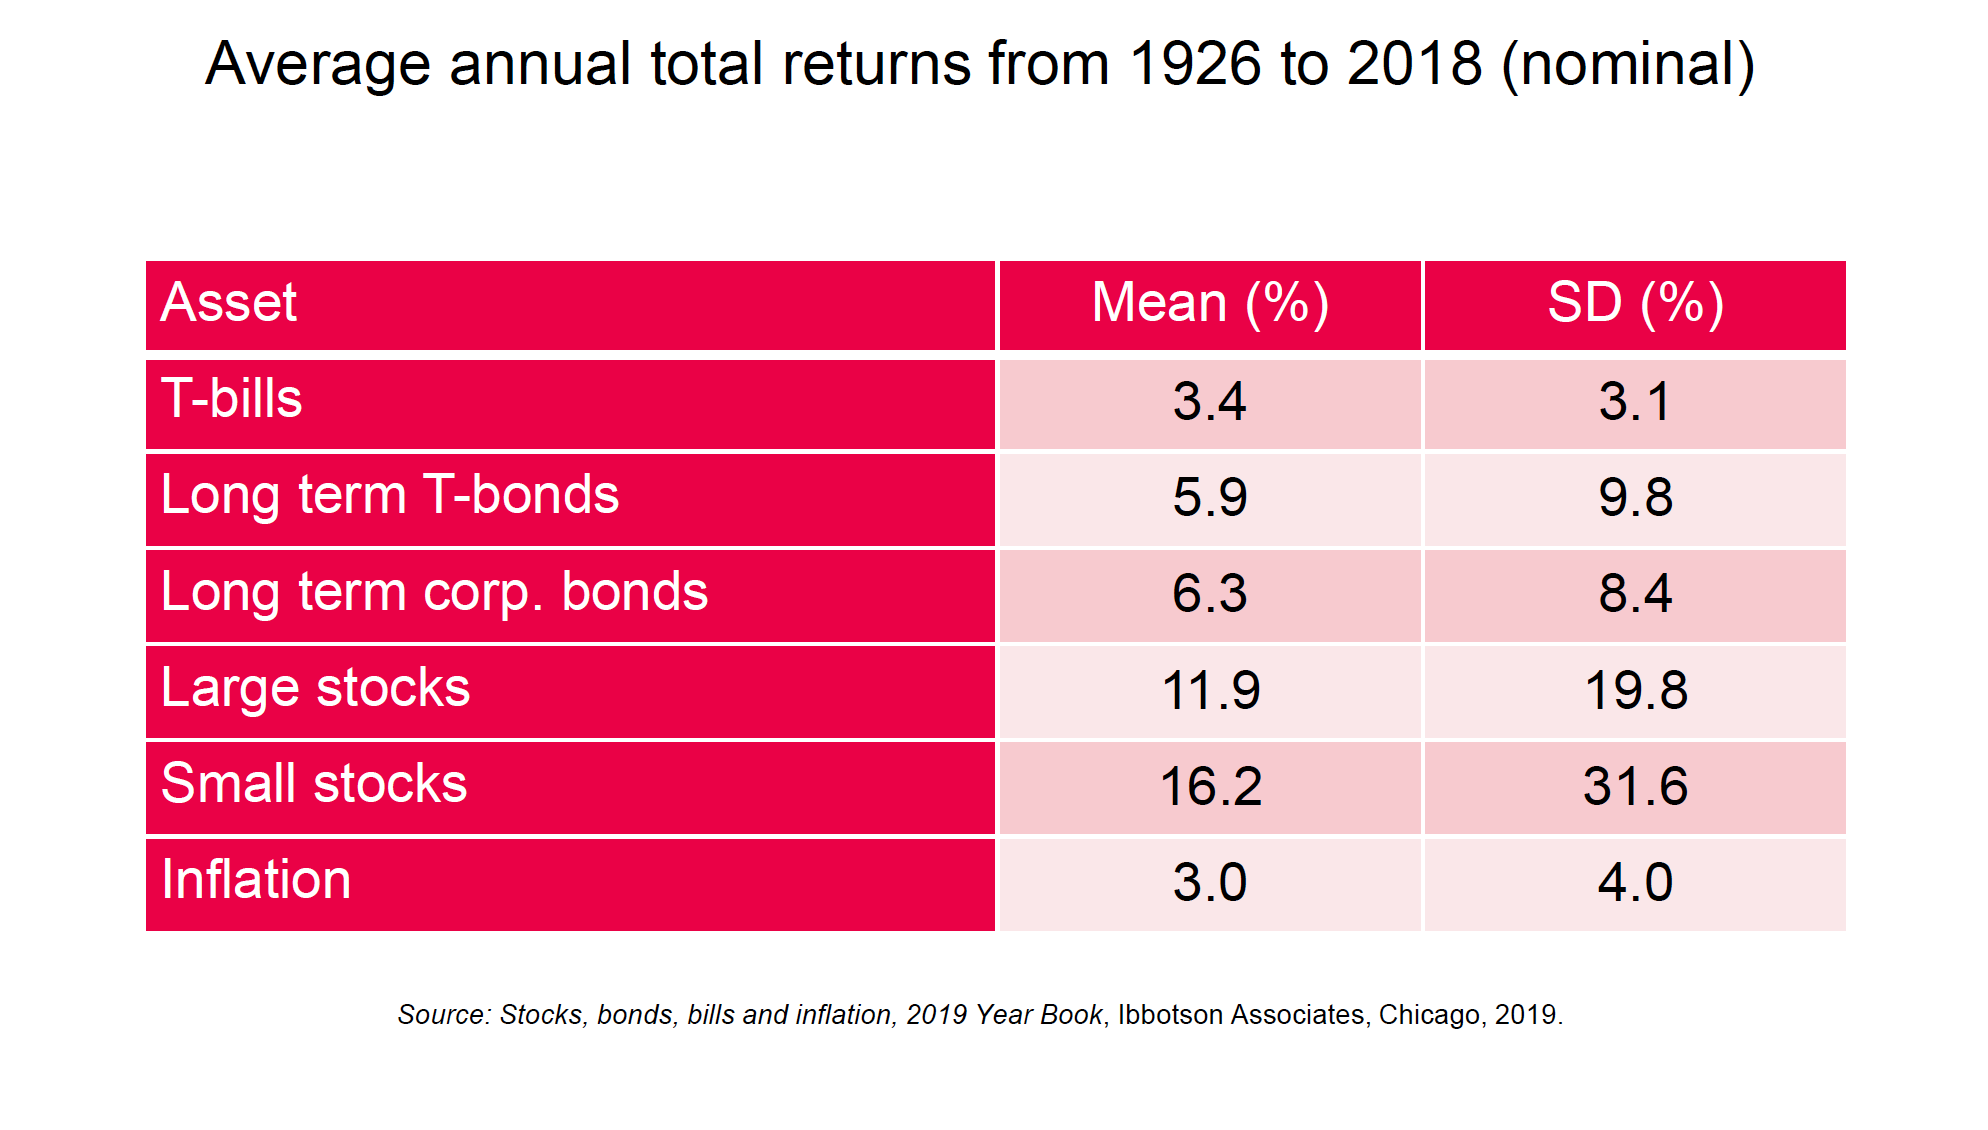 Average annual total returns from 1926 to 2018 (nominal)
Asset Mean (%) SD (%)
T-bills 3.4 3.1
Long term T-bonds 5.9 9.8
Long term corp. bonds 6.3 8.4
Large stocks 11.9 19.8
Small stocks 16.2 31.6
Inflation 3.0 4.0
Source: Stocks, bonds, bills and inflation, 2019 Year Book, Ibbotson Associates, Chicago, 2019.